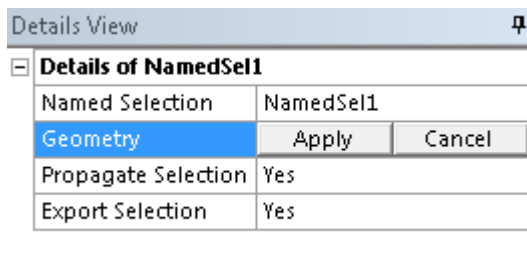 Details View
Details of NamedSel1
Named Selection NamedSel1
Geometry Apply Cancel
Propagate Selection Yes
Export Selection Yes